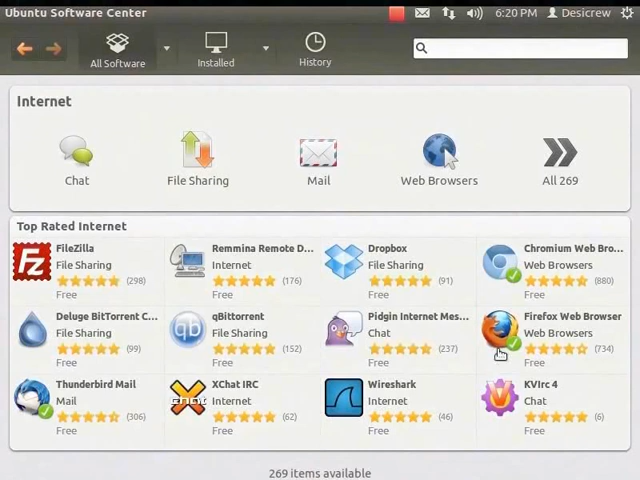 Ubuntu Software Center
6:20 PM Desicrew
All Software Installed History
Internet
Chat File Sharing Mail Web Browsers All 269
Top Rated Internet
FileZilla
File Sharing
(298)
Free
Remmina Remote D...
Internet
(176)
Free
Dropbox
File Sharing
(91)
Free
Chromium Web Bro...
Web Browsers
(880)
Free
Deluge BitTorrent C...
File Sharing
(99)
Free
qBittorrent
File Sharing
(152)
Free
Pidgin Internet Mes...
Chat
(237)
Free
Firefox Web Browser
Web Browsers
(734)
Free
Thunderbird Mail
Mail
(306)
Free
XChat IRC
Internet
(62)
Free
Wireshark
Internet
(46)
Free
KVIrc 4
Chat
(6)
Free
Fz
qb
269 items available